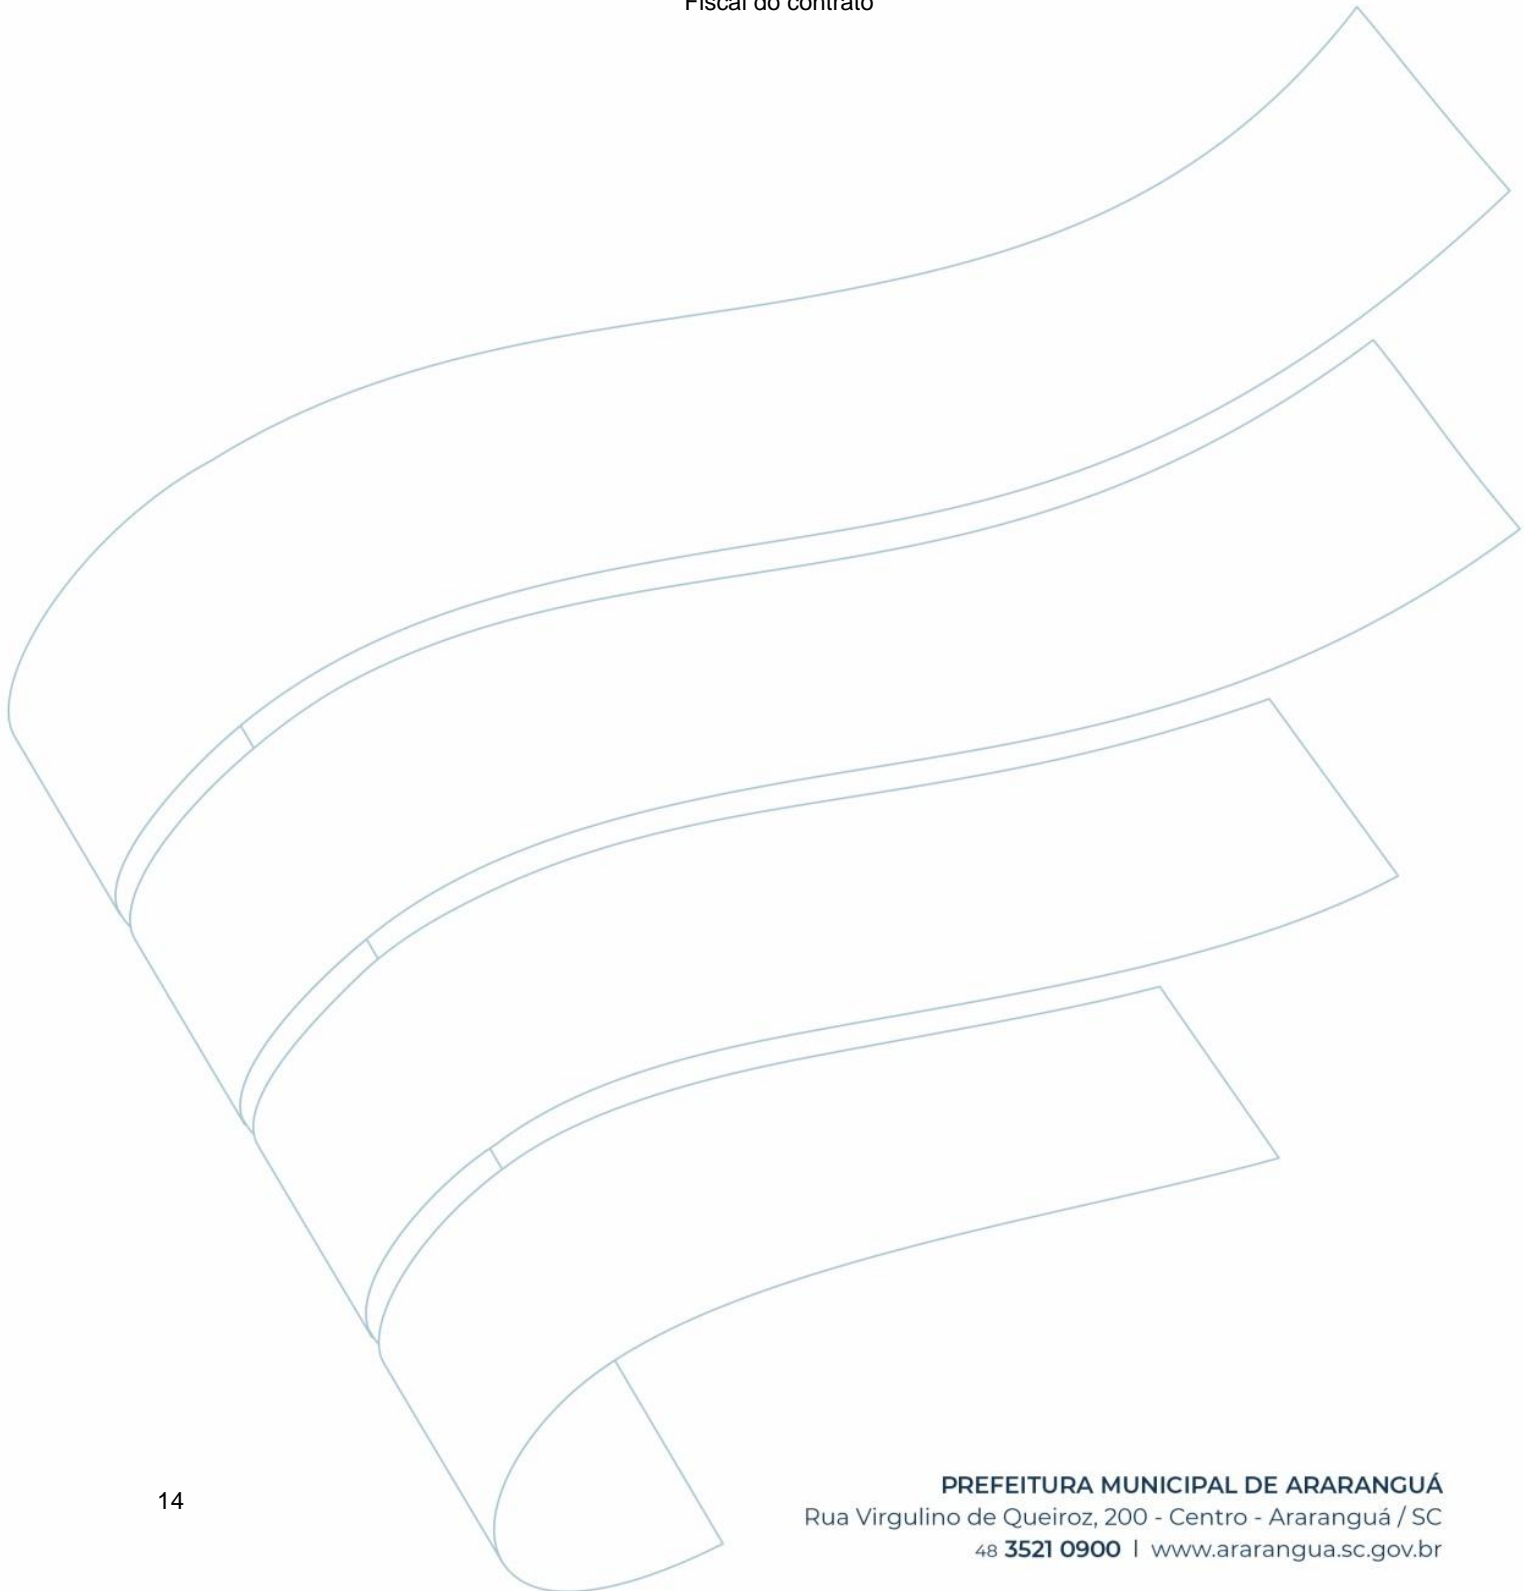 Fiscal do contrato
14
PREFEITURA MUNICIPAL DE ARARANGUÁ
Rua Virgulino de Queiroz, 200 - Centro - Araranguá / SC
48 3521 0900 | www.ararangua.sc.gov.br